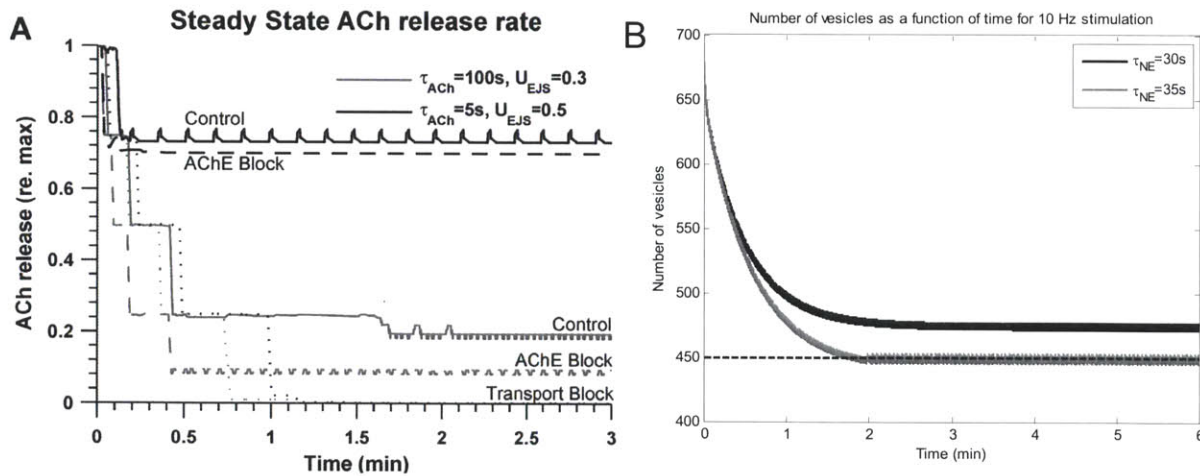 A
Steady State ACh release rate
ACh release (re. max)
1
0.8
0.6
0.4
0.2
0
τACh=100s, UEJS=0.3
τACh=5s, UEJS=0.5
Control
AChE Block
Control
AChE Block
Transport Block
0
0.5
1
1.5
2
2.5
3
Time (min)
B
Number of vesicles as a function of time for 10 Hz stimulation
Number of vesicles
700
650
600
550
500
450
400
τNE=30s
τNE=35s
0
1
2
3
4
5
6
Time (min)